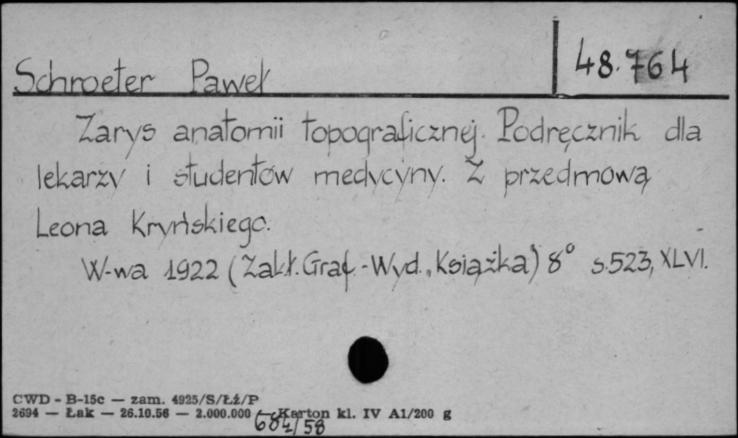 Schroeter Paweł
48.764
Zarys anatomii topograficznej. Podręcznik dla
lekarzy i studentów medycyny. Z przedmową
Leona Kryńskiego.
W-wa 1922 (Zakł. Graf.-Wyd. „Książka) 8° s. 523, XLVI.
CWD - B-15c — zam. 4925/S/Łź/P
2694 — Łak — 26.10.56 — 2.000.000 — Karton kl. IV A1/200 g
684/58